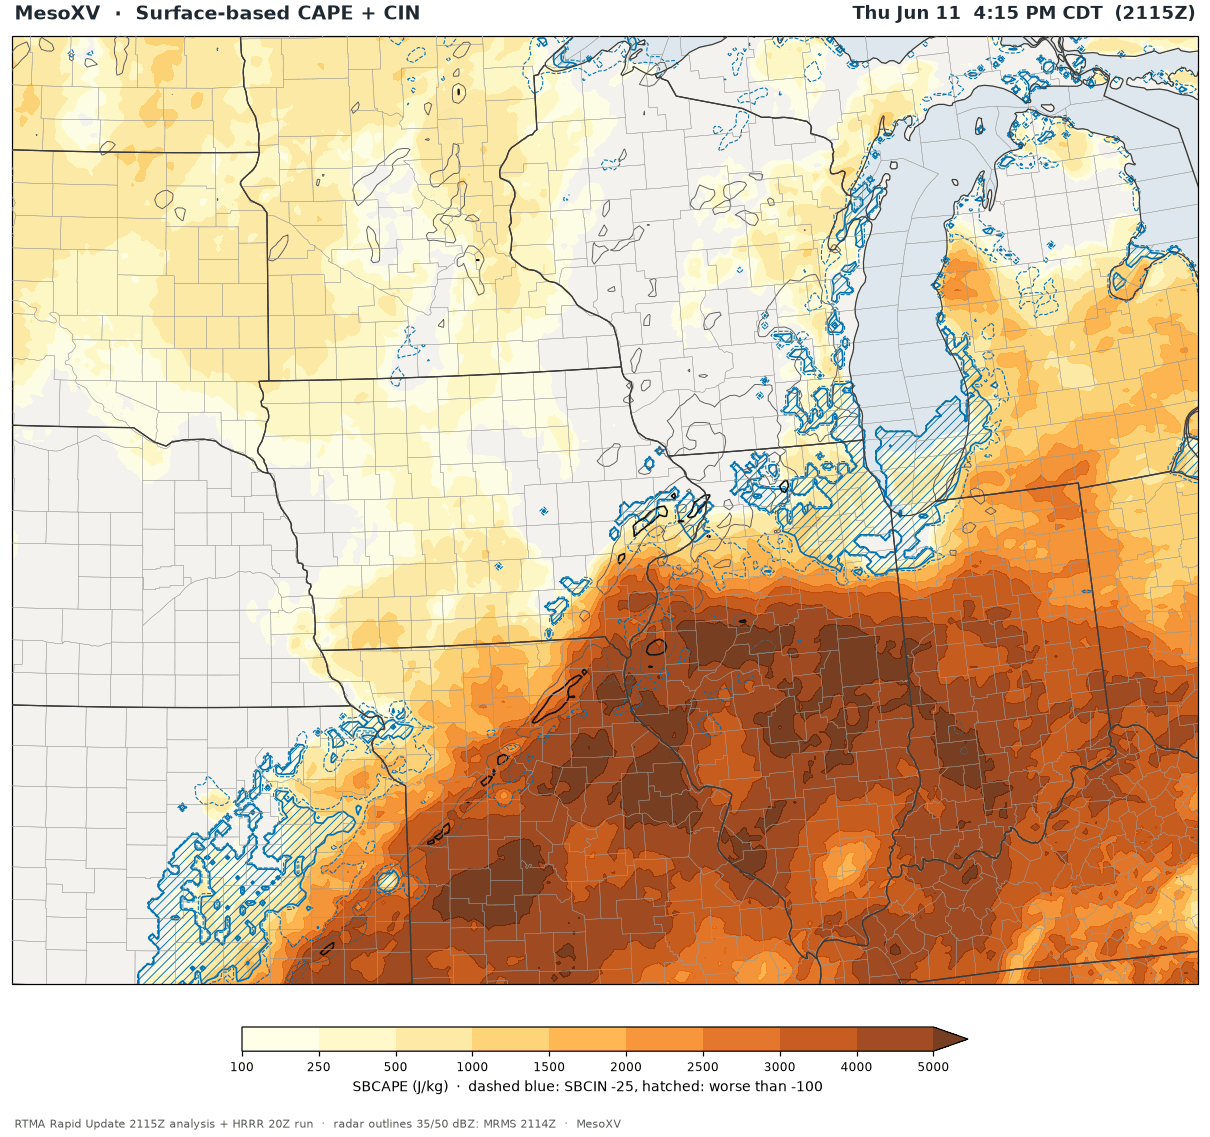 MesoXV · Surface-based CAPE + CIN
Thu Jun 11 4:15 PM CDT (2115Z)
100 250 500 1000 1500 2000 2500 3000 4000 5000
SBCAPE (J/kg) · dashed blue: SBCIN -25, hatched: worse than -100
RTMA Rapid Update 2115Z analysis + HRRR 20Z run · radar outlines 35/50 dBZ: MRMS 2114Z · MesoXV